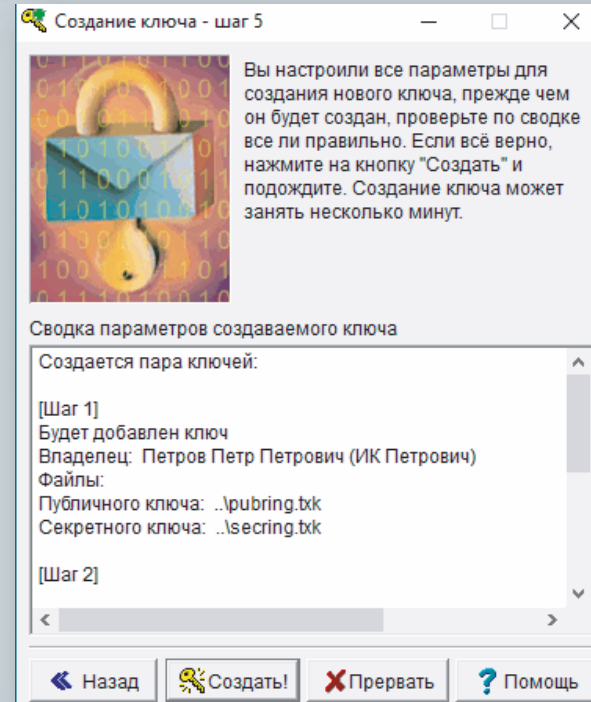 Создание ключа - шаг 5
Вы настроили все параметры для
создания нового ключа, прежде чем
он будет создан, проверьте по сводке
все ли правильно. Если всё верно,
нажмите на кнопку "Создать" и
подождите. Создание ключа может
занять несколько минут.
Сводка параметров создаваемого ключа
Создается пара ключей:
[Шаг 1]
Будет добавлен ключ
Владелец: Петров Петр Петрович (ИК Петрович)
Файлы:
Публичного ключа: ..\pubring.txk
Секретного ключа: ..\secring.txk
[Шаг 2]
Назад
Создать!
Прервать
Помощь